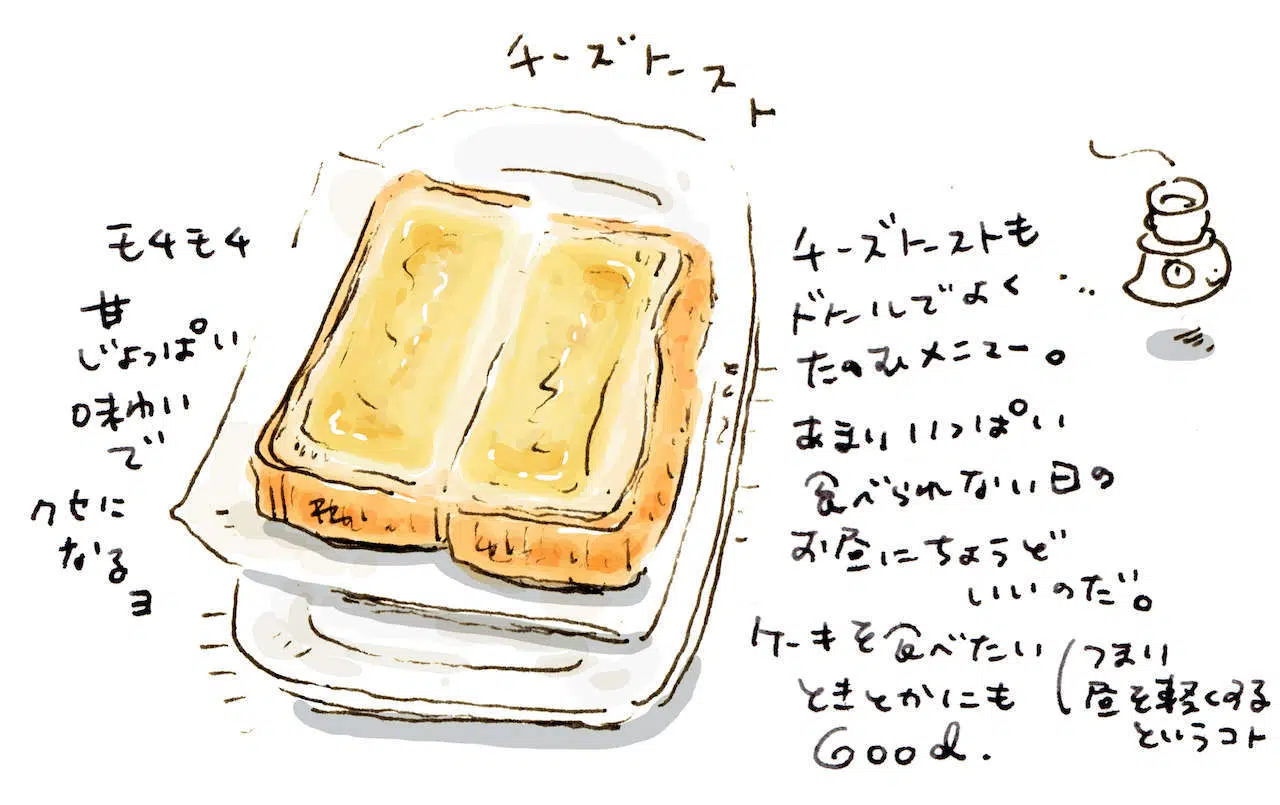 チーズトースト
モチモチ
甘
じょっぱい
味わい
で
クセに
なる
ヨ
チーズトーストも
ドトールでよく
たのむメニュー。
あまりいっぱい
食べられない日の
お昼にちょうど
いいのだ。
ケーキを食べたい
ときとかにも
Good.
(つまり
昼を軽くする
というコト